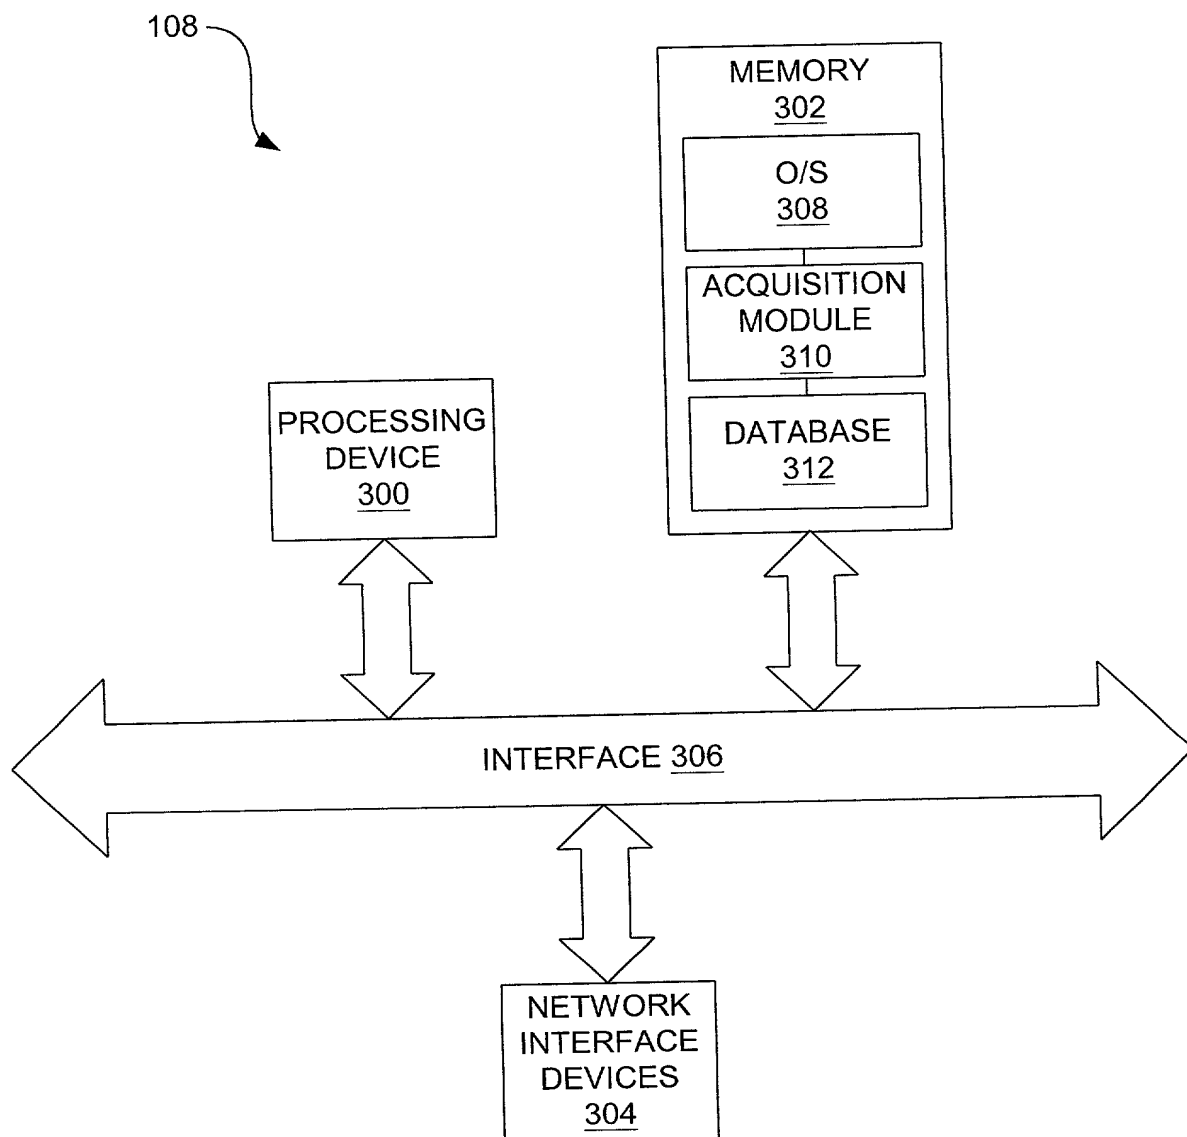 108
MEMORY
302
O/S
308
ACQUISITION
MODULE
310
DATABASE
312
PROCESSING
DEVICE
300
INTERFACE 306
NETWORK
INTERFACE
DEVICES
304